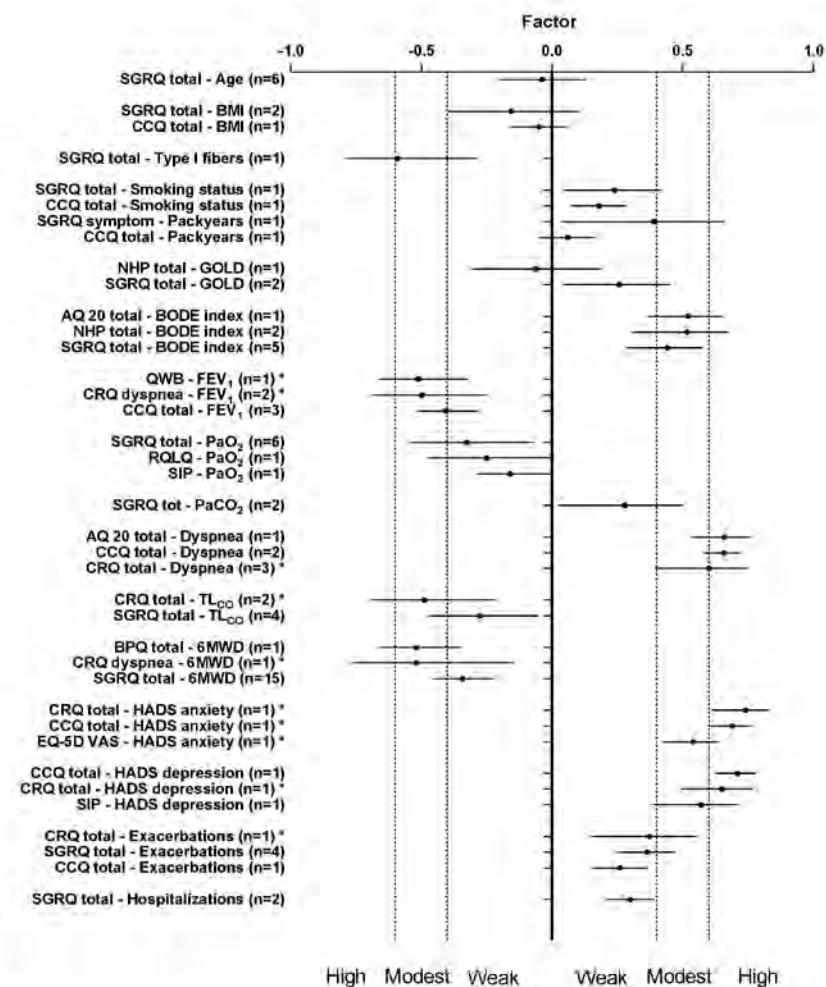 Factor
-1.0 -0.5 0.0 0.5 1.0
SGRQ total - Age (n=6)
SGRQ total - BMI (n=2)
CCQ total - BMI (n=1)
SGRQ total - Type I fibers (n=1)
SGRQ total - Smoking status (n=1)
CCQ total - Smoking status (n=1)
SGRQ symptom - Packyears (n=1)
CCQ total - Packyears (n=1)
NHP total - GOLD (n=1)
SGRQ total - GOLD (n=2)
AQ 20 total - BODE index (n=1)
NHP total - BODE index (n=2)
SGRQ total - BODE index (n=5)
QWB - FEV₁ (n=1) *
CRQ dyspnea - FEV₁ (n=2) *
CCQ total - FEV₁ (n=3)
SGRQ total - PaO₂ (n=6)
RQLQ - PaO₂ (n=1)
SIP - PaO₂ (n=1)
SGRQ tot - PaCO₂ (n=2)
AQ 20 total - Dyspnea (n=1)
CCQ total - Dyspnea (n=2)
CRQ total - Dyspnea (n=3) *
CRQ total - TL_CO (n=2) *
SGRQ total - TL_CO (n=4)
BPQ total - 6MWD (n=1)
CRQ dyspnea - 6MWD (n=1) *
SGRQ total - 6MWD (n=15)
CRQ total - HADS anxiety (n=1) *
CCQ total - HADS anxiety (n=1) *
EQ-5D VAS - HADS anxiety (n=1) *
CCQ total - HADS depression (n=1)
CRQ total - HADS depression (n=1) *
SIP - HADS depression (n=1)
CRQ total - Exacerbations (n=1) *
SGRQ total - Exacerbations (n=4)
CCQ total - Exacerbations (n=1)
SGRQ total - Hospitalizations (n=2)
High Modest Weak Weak Modest High